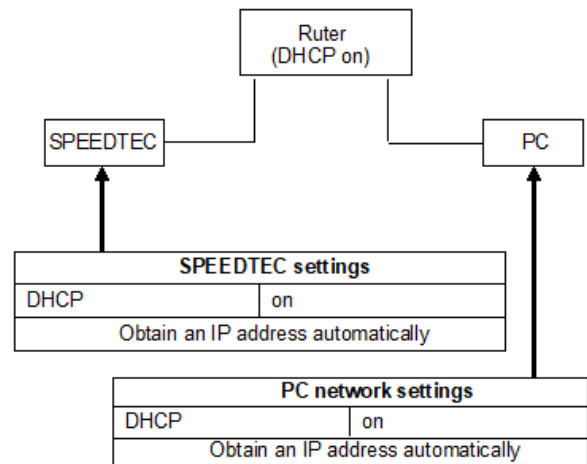 Ruter
(DHCP on)
SPEEDTEC
PC
SPEEDTEC settings
DHCP on
Obtain an IP address automatically
PC network settings
DHCP on
Obtain an IP address automatically